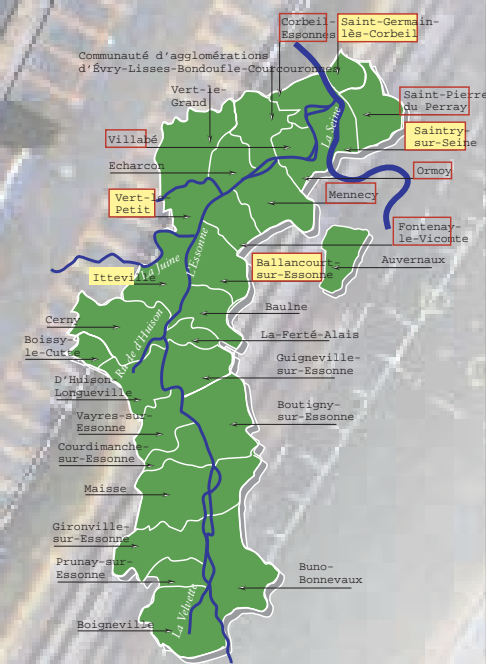 Corbeil-
Essonnes
Saint-Germain-
lès-Corbeil
Communauté d'agglomérations
d'Évry-Lisses-Bondoufle-Courcouronnes
Vert-le-
Grand
Saint-Pierre
du Perray
La Seine
Saintry
sur-Seine
Villabé
Echarcon
Ormoy
Vert-l
Petit
Mennecy
Fontenay-
le-Vicomte
L'Essonne
La Juine
Itteville
Ballancourt
sur-Essonne
Auvernaux
Baulne
Cerny
Boissy-
le-Cutte
Ru de d'Huison
La-Ferté-Alais
Guigneville-
sur-Essonne
D'Huison-
Longueville
Boutigny-
sur-Essonne
Vayres-sur-
Essonne
Courdimanche-
sur-Essonne
Maisse
Gironville-
sur-Essonne
Prunay-sur-
Essonne
Buno-
Bonnevaux
La Velvette
Boigneville